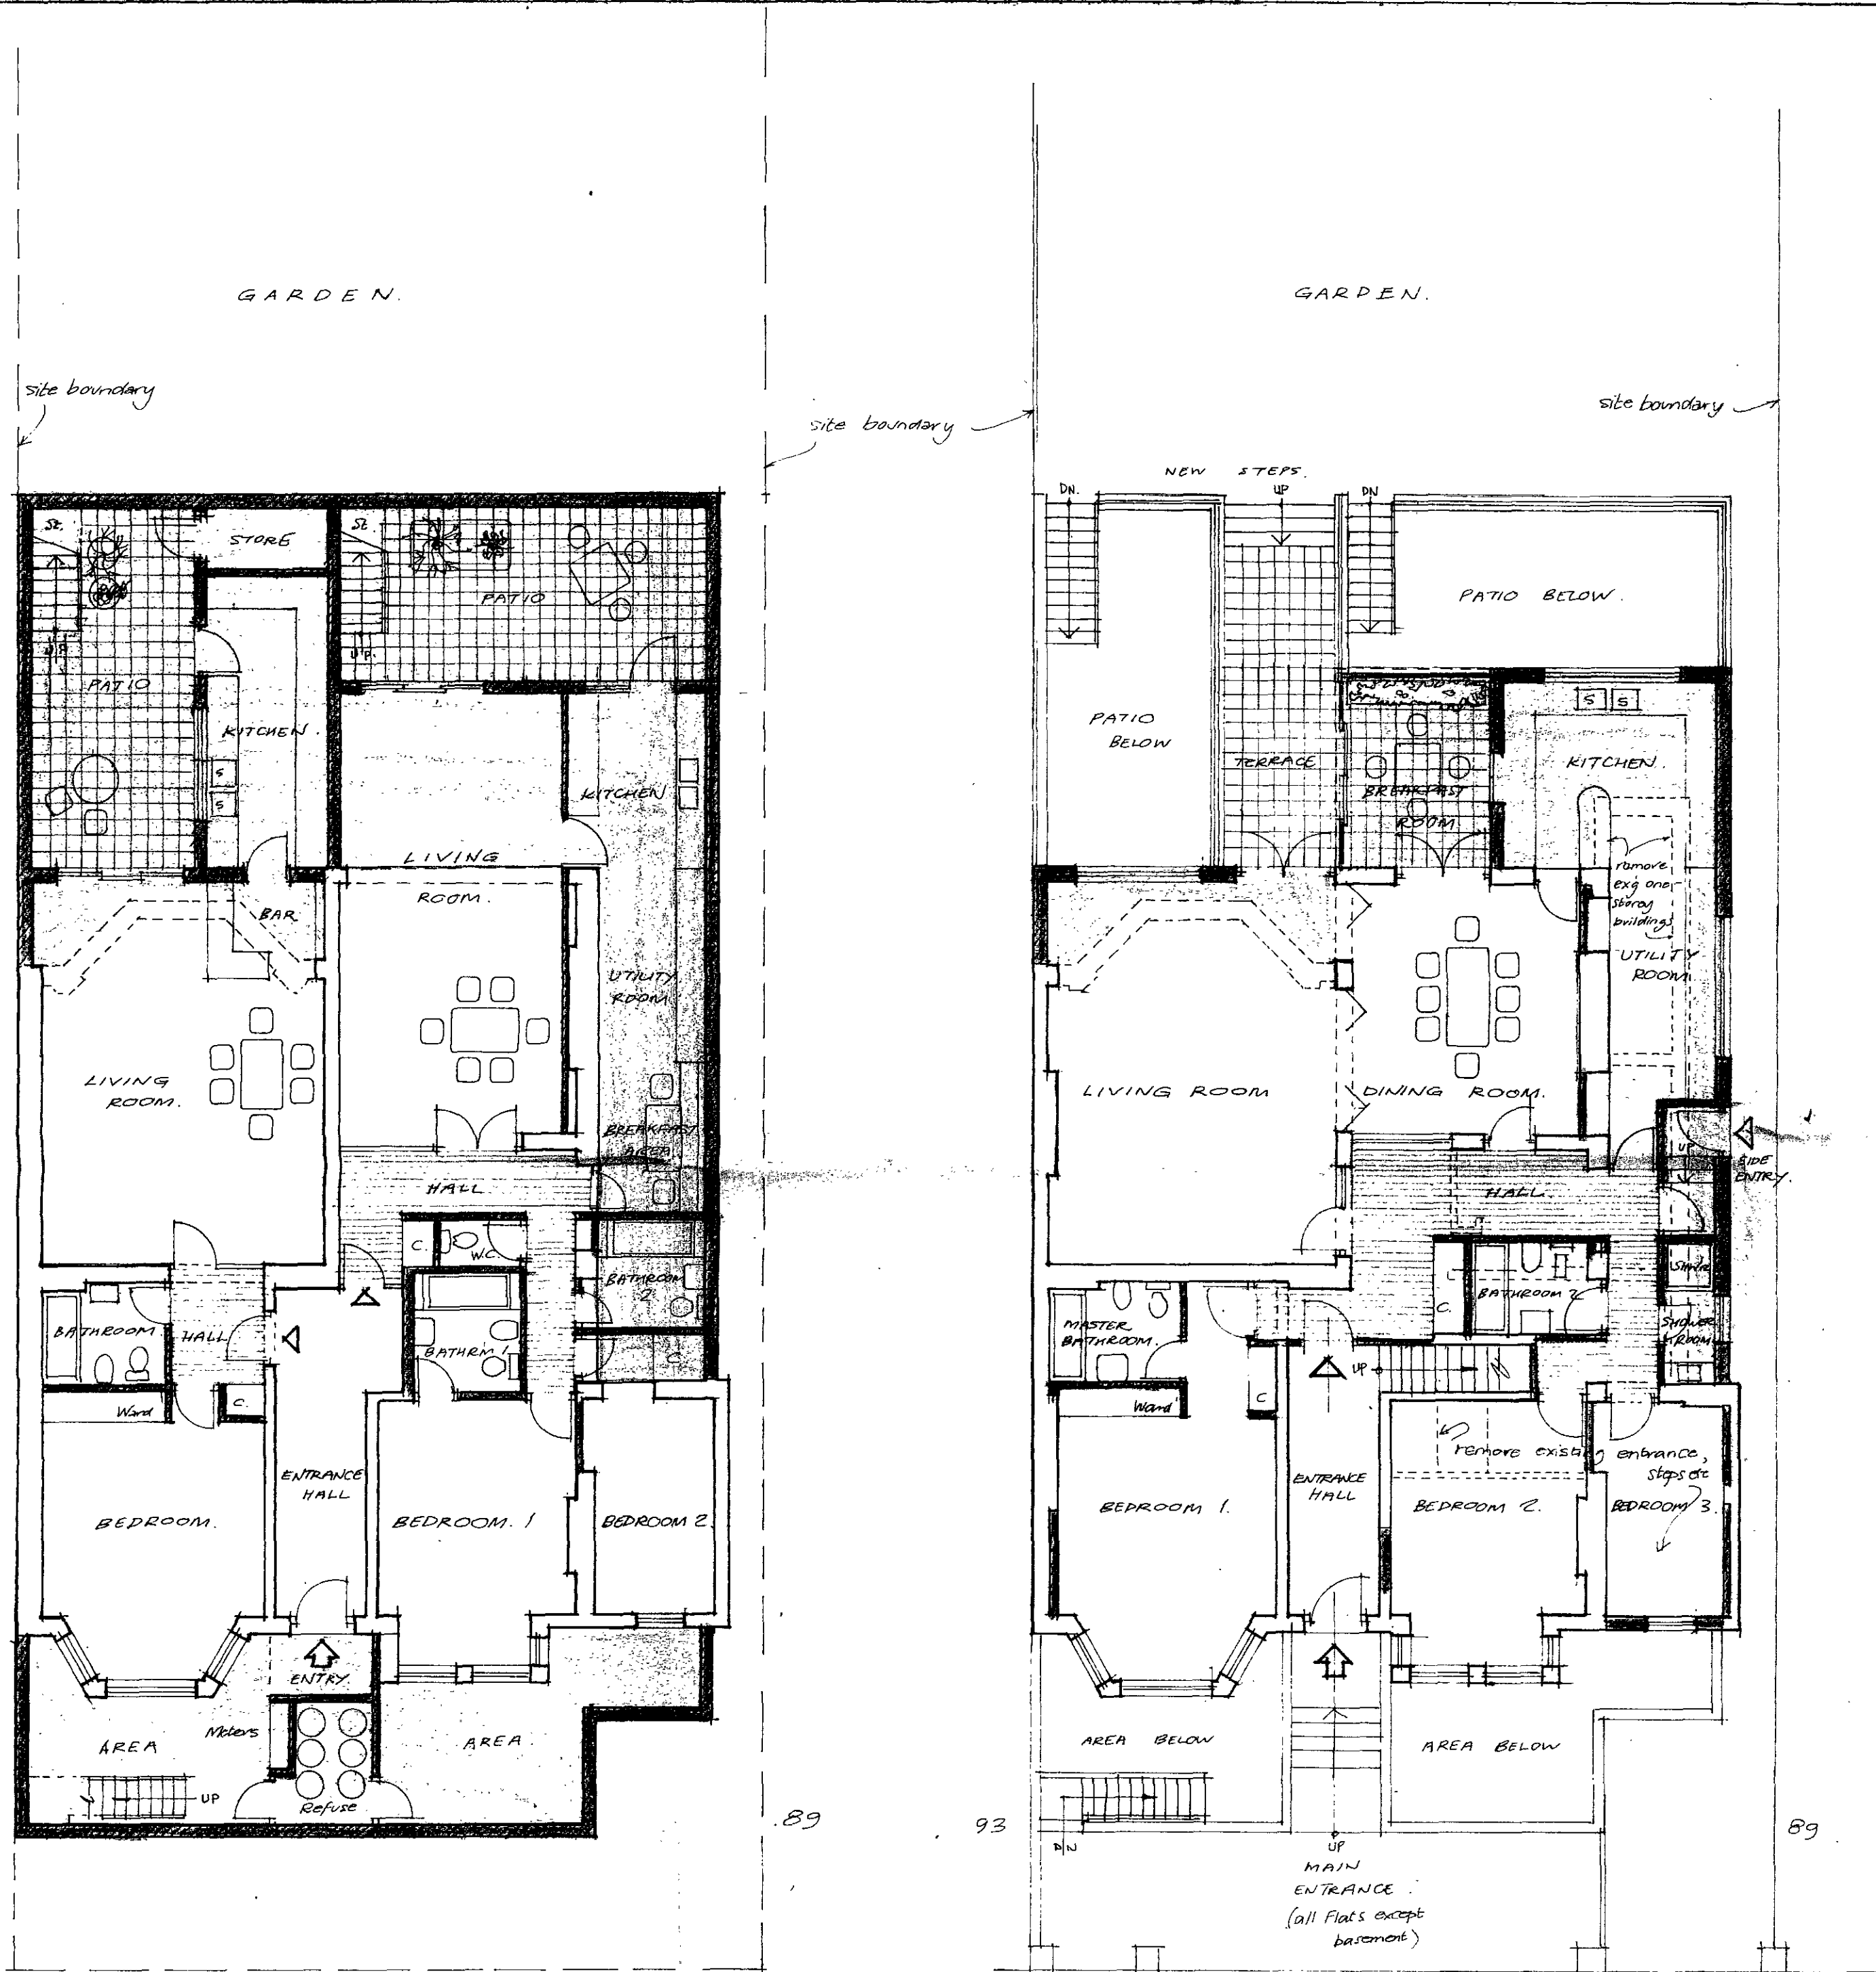 GARDEN.
site boundary
site boundary
St.
STORE
St.
PATIO
UP.
UP.
PATIO
KITCHEN.
S
S
KITCHEN
LIVING
ROOM.
BAR
UTILITY
ROOM
LIVING
ROOM.
BREAKFAST
AREA
HALL
C.
W.C.
BATHROOM
2
BATHROOM
HALL
BATHRM 1
C
Ward
C.
ENTRANCE
HALL
BEDROOM.
BEDROOM. 1
BEDROOM 2.
ENTRY.
Meters
AREA
AREA.
UP
Refuse
89
GARDEN.
site boundary
NEW STEPS.
DN.
UP
DN
PATIO BELOW.
PATIO
BELOW
S
S
TERRACE
KITCHEN.
BREAKFAST
ROOM
remove
exg one
storey
buildings
UTILITY
ROOM
LIVING ROOM
DINING ROOM.
UP
SIDE
ENTRY.
HALL.
BATHROOM 2
C.
MASTER
BATHROOM.
SHOWER
ROOM
UP
Ward
C
remove existing entrance,
steps etc
ENTRANCE
HALL
BEDROOM 1.
BEDROOM 2.
BEDROOM 3.
AREA BELOW
AREA BELOW
93
89
DN
UP
MAIN
ENTRANCE.
(all Flats except
basement)